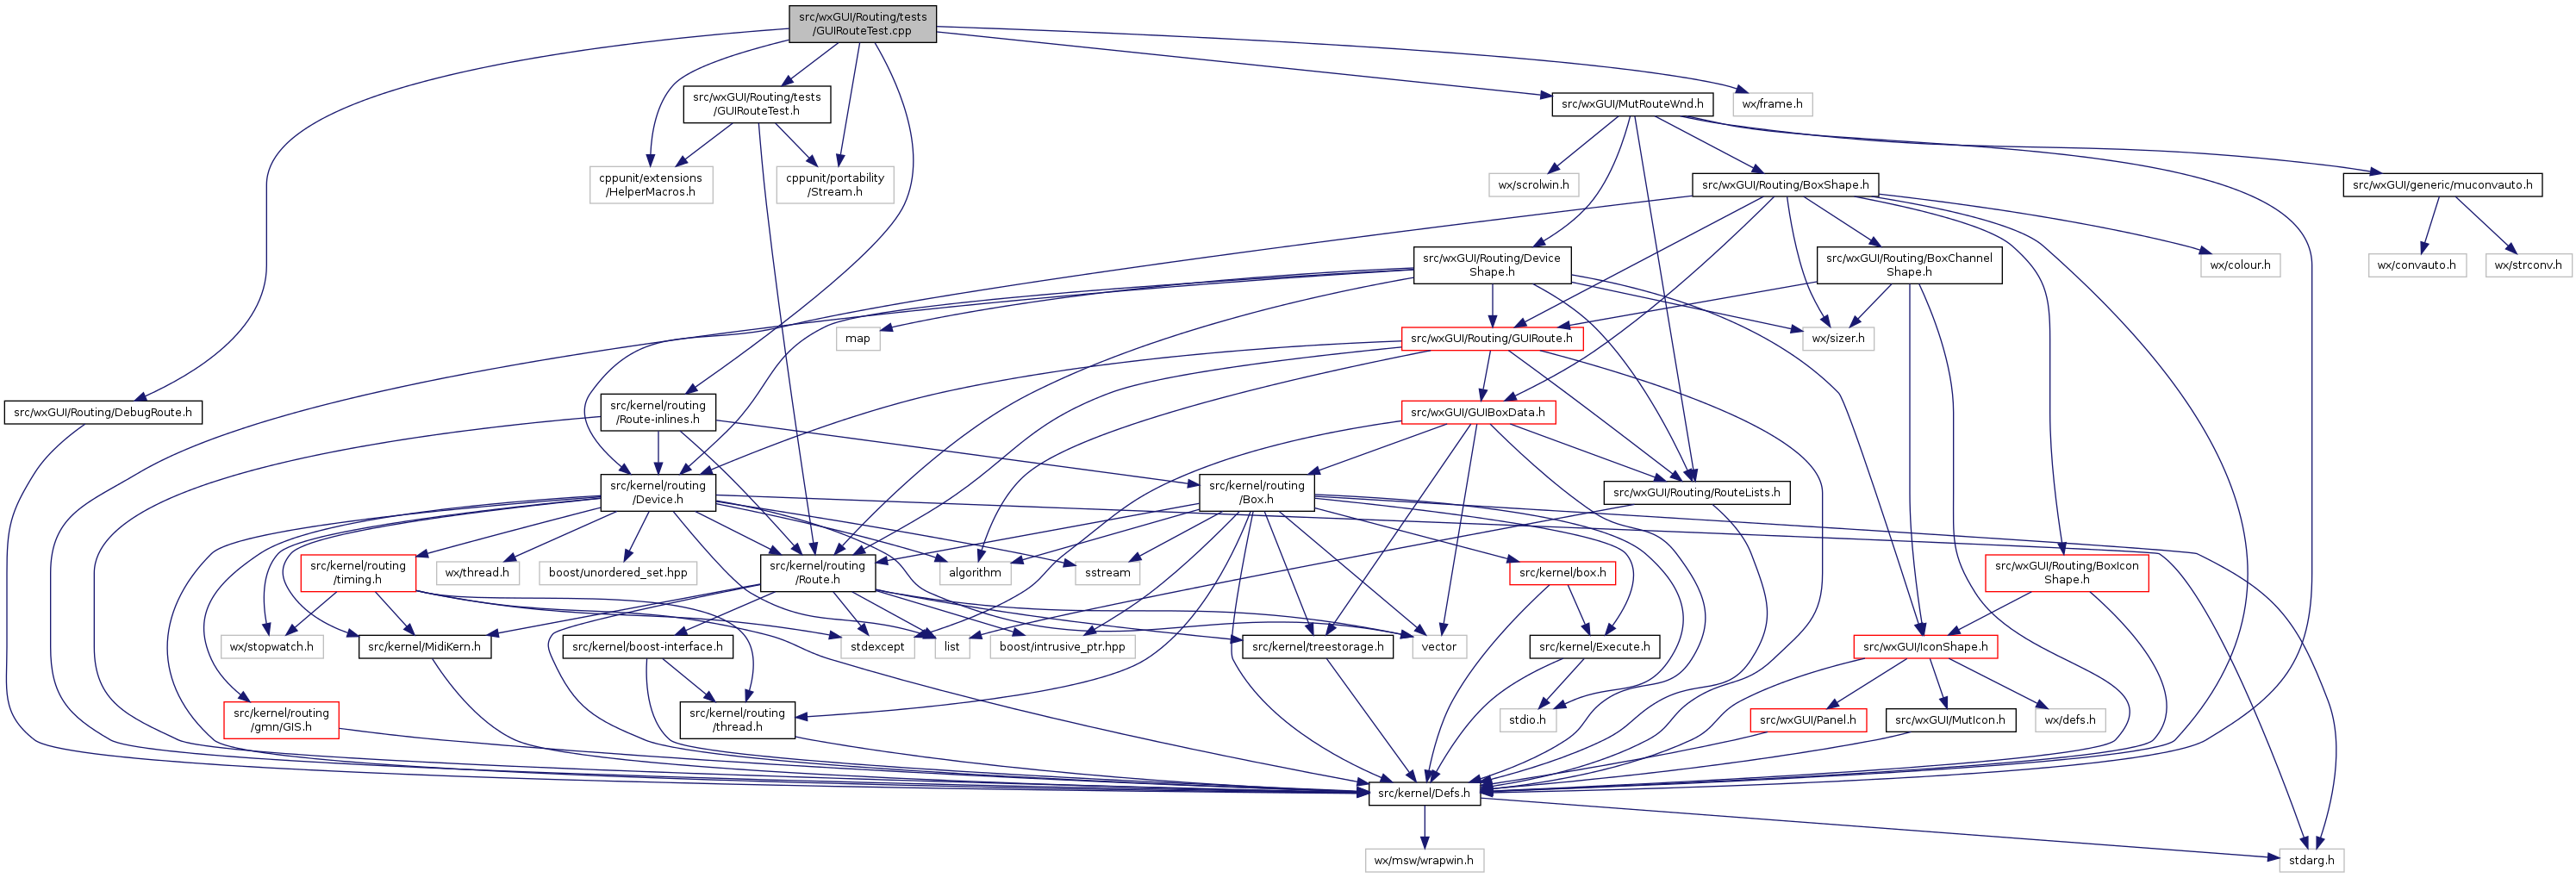 src/wxGUI/Routing/tests
/GUIRouteTest.cpp
src/wxGUI/Routing/tests
/GUIRouteTest.h
src/wxGUI/MutRouteWnd.h
wx/frame.h
cppunit/extensions
/HelperMacros.h
cppunit/portability
/Stream.h
wx/scrolwin.h
src/wxGUI/Routing/BoxShape.h
src/wxGUI/generic/muconvauto.h
src/wxGUI/Routing/Device
Shape.h
src/wxGUI/Routing/BoxChannel
Shape.h
wx/colour.h
wx/convauto.h
wx/strconv.h
map
src/wxGUI/Routing/GUIRoute.h
wx/sizer.h
src/wxGUI/Routing/DebugRoute.h
src/kernel/routing
/Route-inlines.h
src/wxGUI/GUIBoxData.h
src/kernel/routing
/Device.h
src/kernel/routing
/Box.h
src/wxGUI/Routing/RouteLists.h
src/kernel/routing
/timing.h
wx/thread.h
boost/unordered_set.hpp
src/kernel/routing
/Route.h
algorithm
sstream
src/kernel/box.h
src/wxGUI/Routing/BoxIcon
Shape.h
wx/stopwatch.h
src/kernel/MidiKern.h
src/kernel/boost-interface.h
stdexcept
list
boost/intrusive_ptr.hpp
src/kernel/treestorage.h
vector
src/kernel/Execute.h
src/wxGUI/IconShape.h
src/kernel/routing
/gmn/GIS.h
src/kernel/routing
/thread.h
stdio.h
src/wxGUI/Panel.h
src/wxGUI/MutIcon.h
wx/defs.h
src/kernel/Defs.h
wx/msw/wrapwin.h
stdarg.h